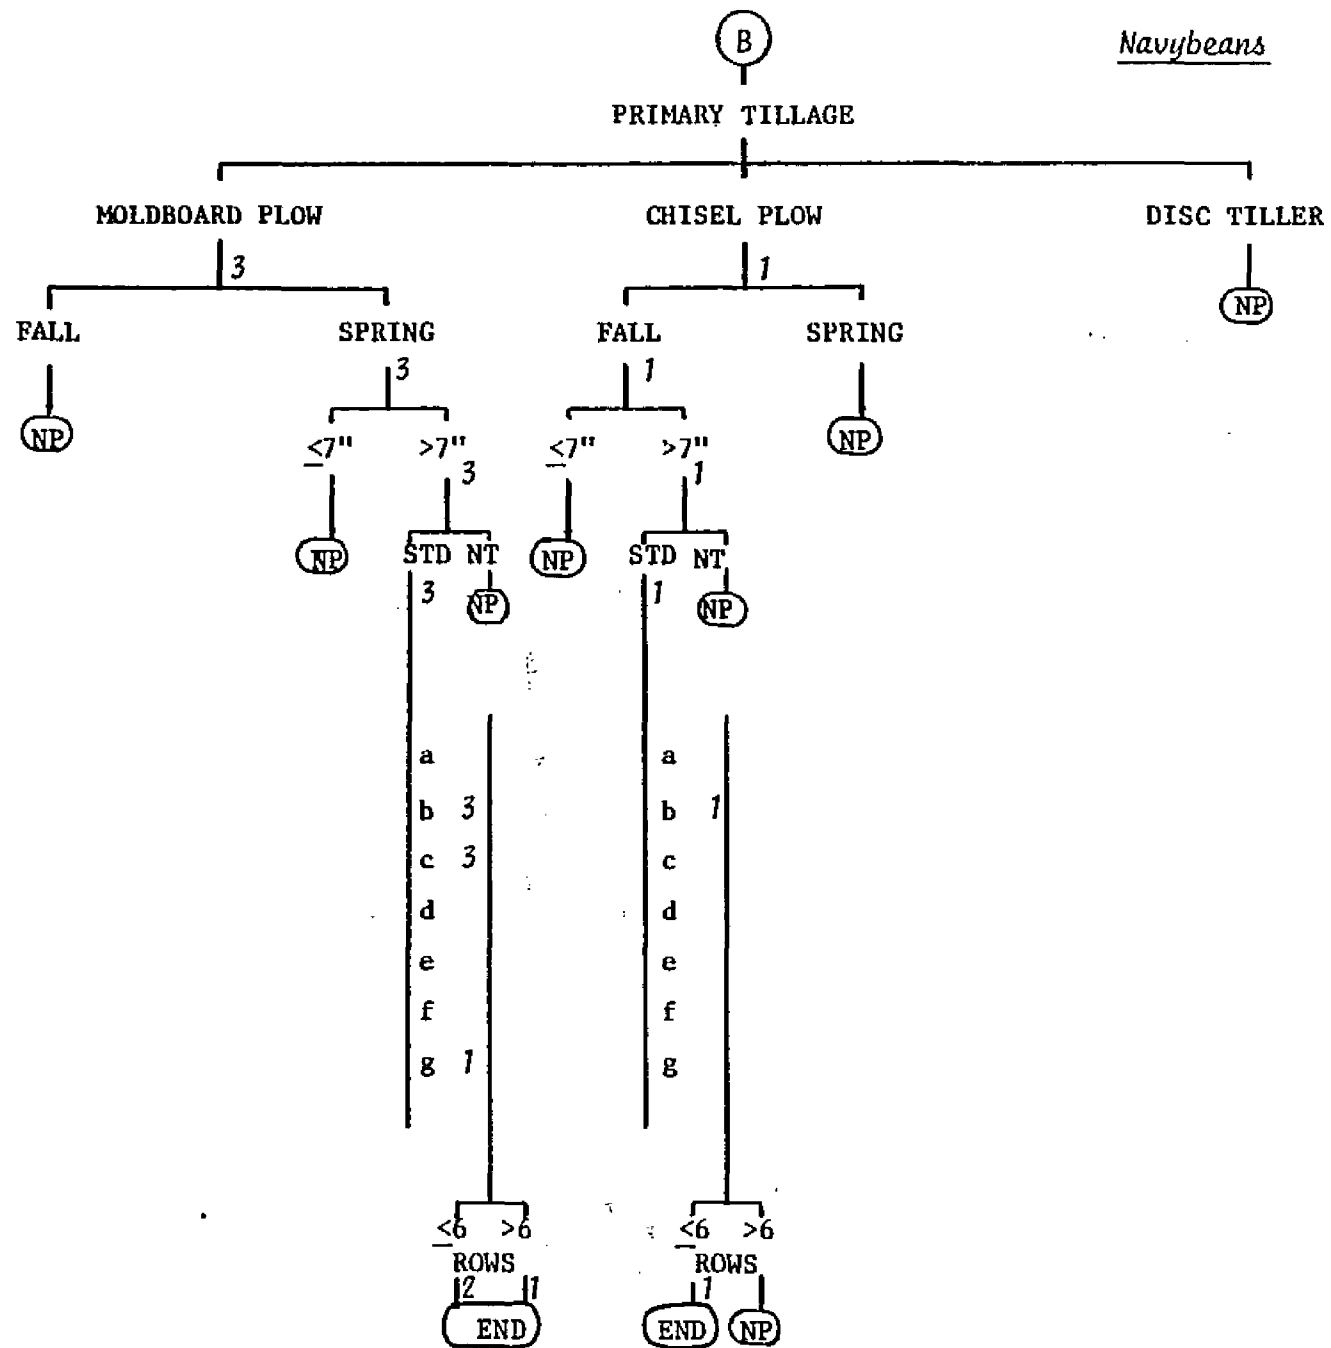 B
Navybeans
PRIMARY TILLAGE
MOLDBOARD PLOW CHISEL PLOW DISC TILLER
3 1
NP
FALL SPRING FALL SPRING
3 1
NP NP
≤7" >7" ≤7" >7"
3 1
NP STD NT NP STD NT
3 NP 1 NP
a a
b 3 b 1
c 3 c
d d
e e
f f
g 1 g
≤6 >6 ≤6 >6
ROWS ROWS
2 1 1
END END NP